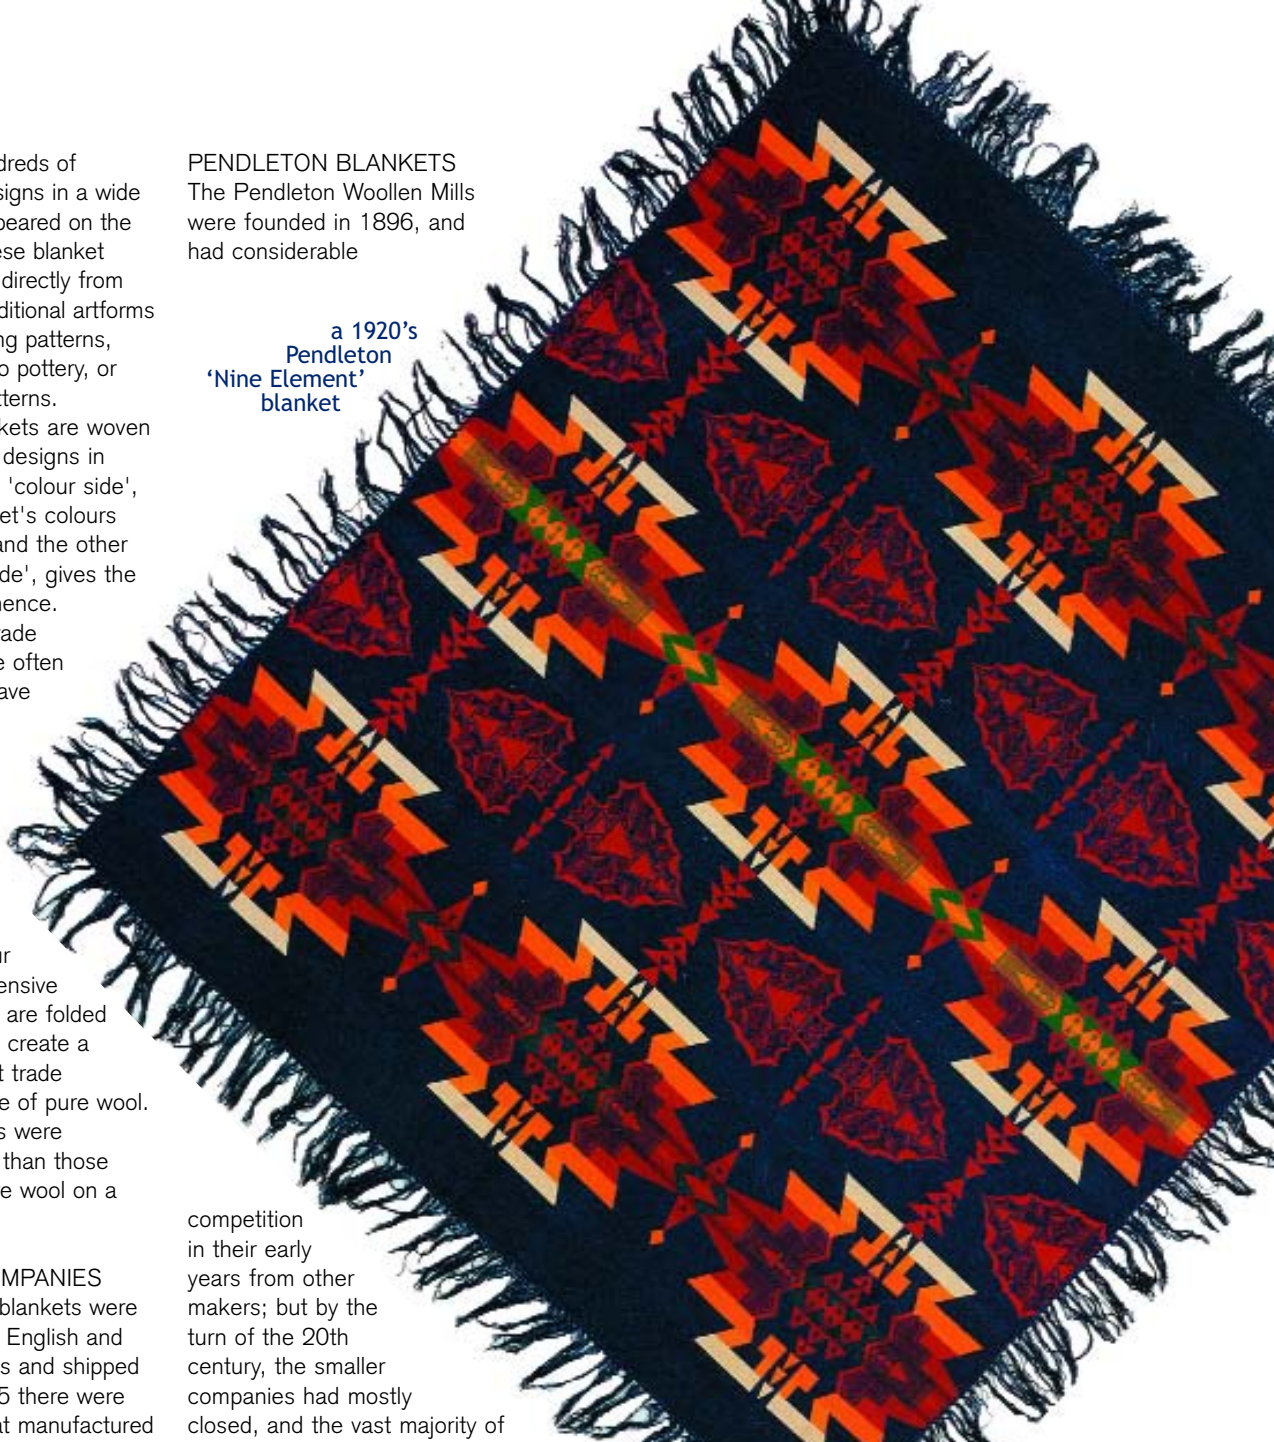 dreds of
signs in a wide
peared on the
ese blanket
directly from
ditional artforms
ng patterns,
o pottery, or
tterns.
kets are woven
designs in
'colour side',
et's colours
and the other
de', gives the
nence.
rade
e often
ave
ur
ensive
are folded
create a
t trade
e of pure wool.
s were
than those
re wool on a
MPANIES
blankets were
English and
s and shipped
5 there were
at manufactured
PENDLETON BLANKETS
The Pendleton Woollen Mills
were founded in 1896, and
had considerable
a 1920’s
Pendleton
‘Nine Element’
blanket
competition
in their early
years from other
makers; but by the
turn of the 20th
century, the smaller
companies had mostly
closed, and the vast majority of